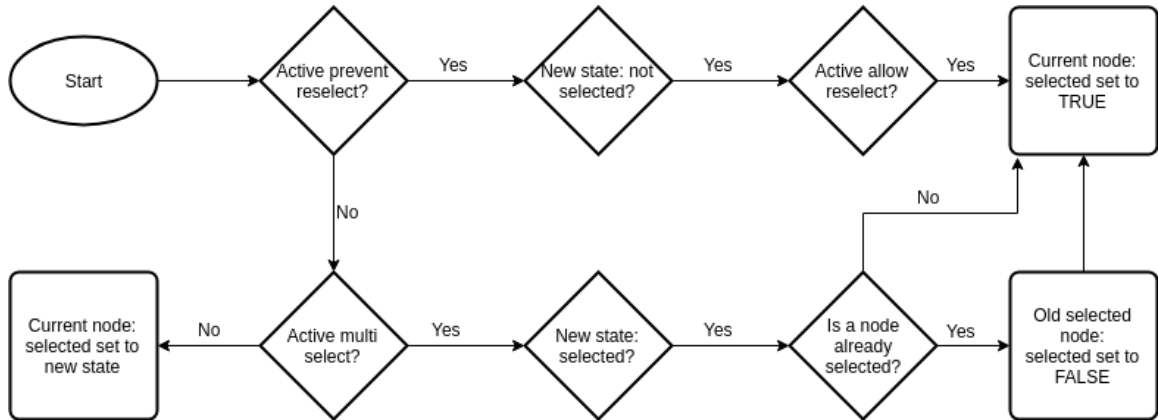 Start
Active prevent
reselect?
Yes
New state: not
selected?
Yes
Active allow
reselect?
Yes
Current node:
selected set to
TRUE
No
No
Current node:
selected set to
new state
No
Active multi
select?
Yes
New state:
selected?
Yes
Is a node
already
selected?
Yes
Old selected
node:
selected set to
FALSE